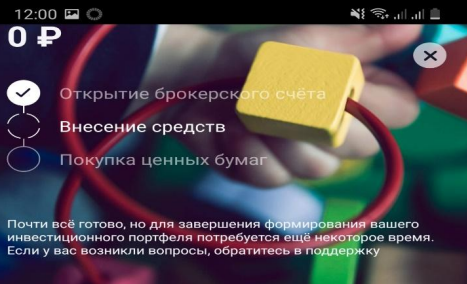 12:00
0 ₽
Открытие брокерского счёта
Внесение средств
Покупка ценных бумаг
Почти всё готово, но для завершения формирования вашего
инвестиционного портфеля потребуется ещё некоторое время.
Если у вас возникли вопросы, обратитесь в поддержку